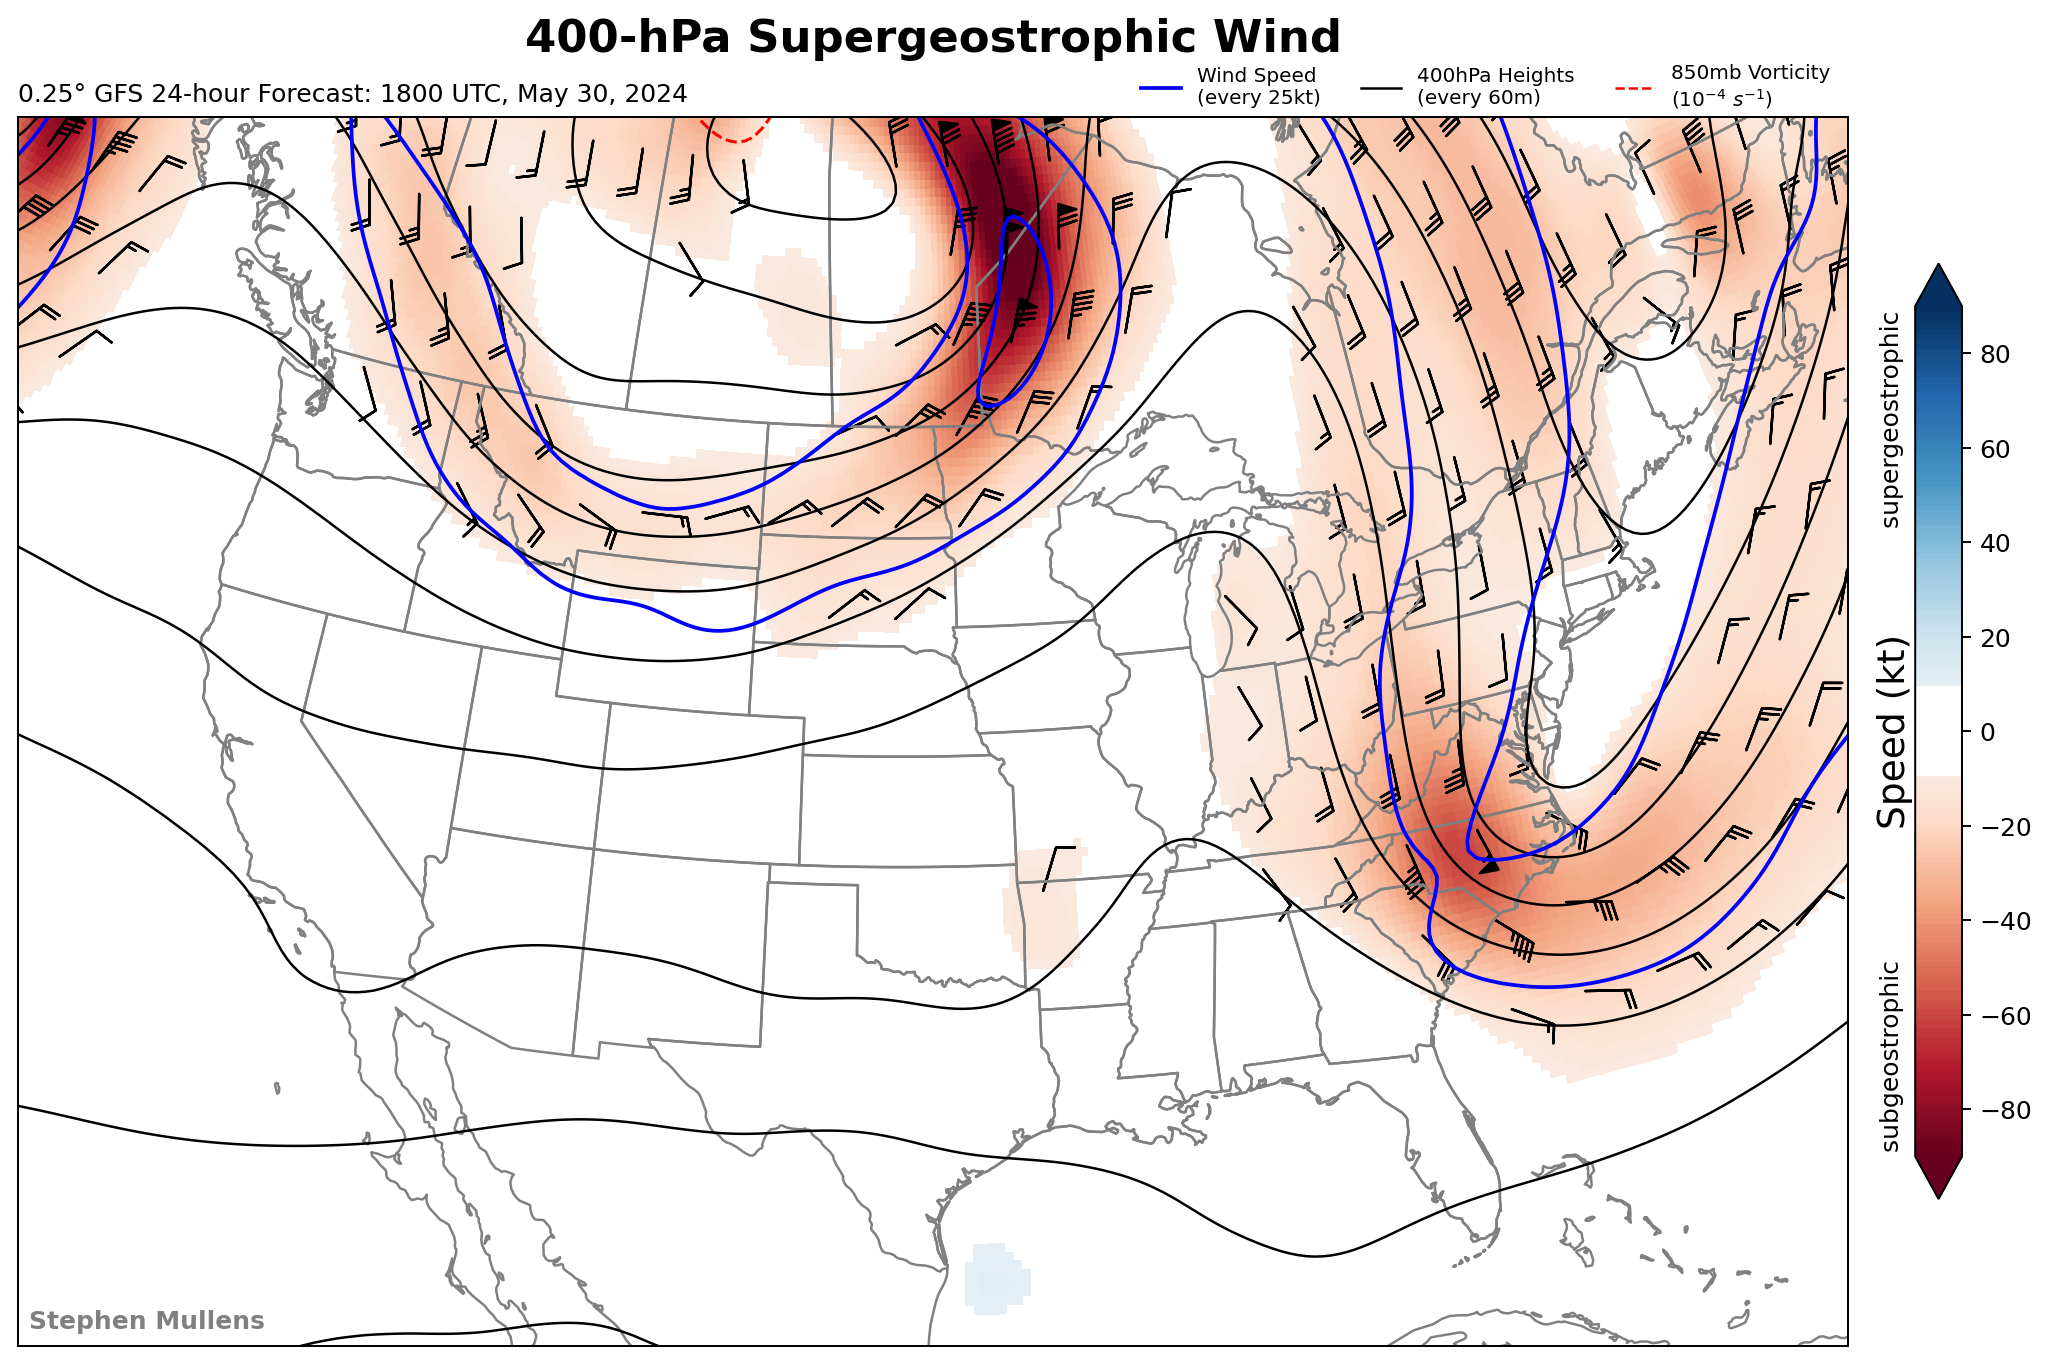 400-hPa Supergeostrophic Wind
0.25° GFS 24-hour Forecast: 1800 UTC, May 30, 2024
Wind Speed
(every 25kt)
400hPa Heights
(every 60m)
850mb Vorticity
(10⁻⁴ s⁻¹)
supergeostrophic
Speed (kt)
subgeostrophic
80
60
40
20
0
−20
−40
−60
−80
Stephen Mullens